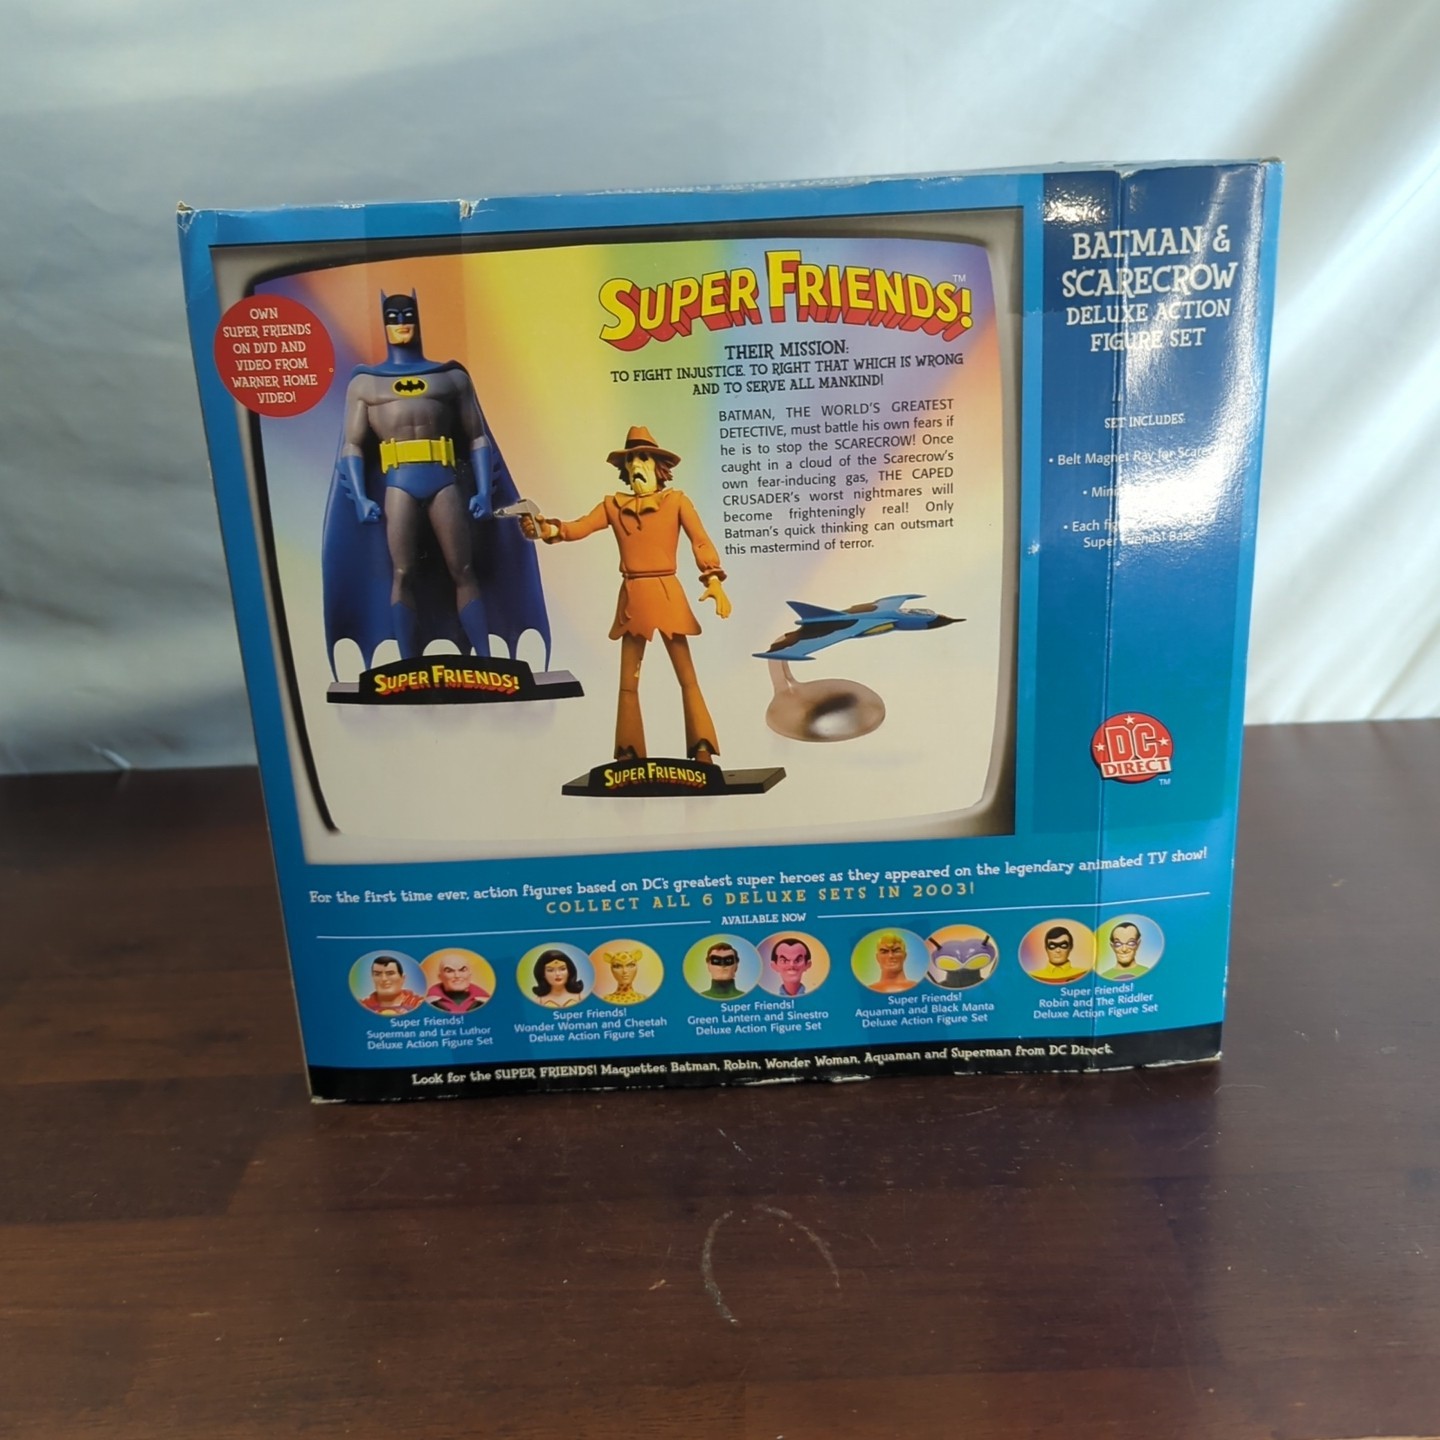 OWN
SUPER FRIENDS
ON DVD AND
VIDEO FROM
WARNER HOME
VIDEO!
SUPER FRIENDS!™
THEIR MISSION:
TO FIGHT INJUSTICE. TO RIGHT THAT WHICH IS WRONG
AND TO SERVE ALL MANKIND!
BATMAN, THE WORLD'S GREATEST
DETECTIVE, must battle his own fears if
he is to stop the SCARECROW! Once
caught in a cloud of the Scarecrow's
own fear-inducing gas, THE CAPED
CRUSADER's worst nightmares will
become frighteningly real! Only
Batman's quick thinking can outsmart
this mastermind of terror.
SUPER FRIENDS!
SUPER FRIENDS!
BATMAN &
SCARECROW
DELUXE ACTION
FIGURE SET
SET INCLUDES:
• Belt Magnet Ray for
•
• Each
Super Friends! Base
DC
DIRECT
™
For the first time ever, action figures based on DC's greatest super heroes as they appeared on the legendary animated TV show!
COLLECT ALL 6 DELUXE SETS IN 2003!
AVAILABLE NOW
Super Friends!
Superman and Lex Luthor
Deluxe Action Figure Set
Super Friends!
Wonder Woman and Cheetah
Deluxe Action Figure Set
Super Friends!
Green Lantern and Sinestro
Deluxe Action Figure Set
Super Friends!
Aquaman and Black Manta
Deluxe Action Figure Set
Super Friends!
Robin and The Riddler
Deluxe Action Figure Set
Look for the SUPER FRIENDS! Maquettes: Batman, Robin, Wonder Woman, Aquaman and Superman from DC Direct.